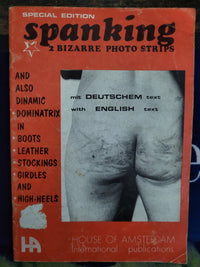 SPECIAL EDITION
spanking
2 BIZARRE PHOTO STRIPS
AND
ALSO
DINAMIC
DOMINATRIX
IN
BOOTS
LEATHER
STOCKINGS
GIRDLES
AND
HIGH-HEELS
mit DEUTSCHEM text
with ENGLISH text
HOUSE OF AMSTERDAM
International publications